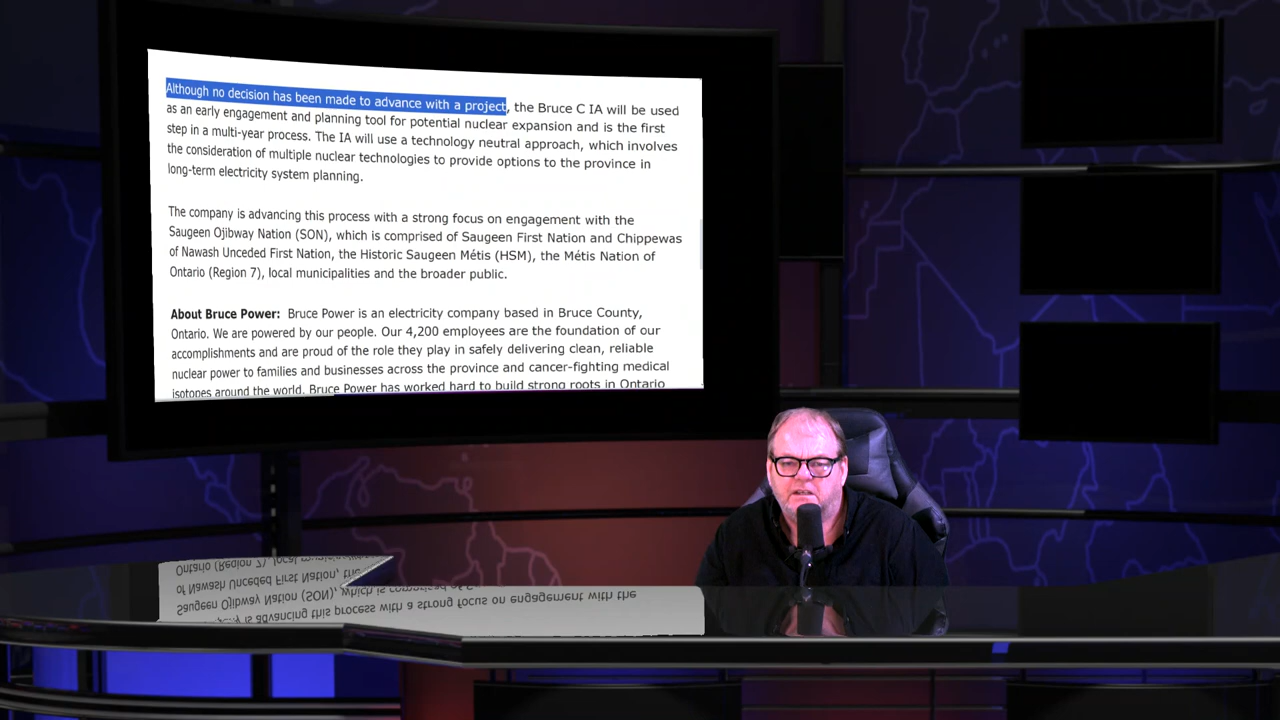 Although no decision has been made to advance with a project, the Bruce C IA will be used
as an early engagement and planning tool for potential nuclear expansion and is the first
step in a multi-year process. The IA will use a technology neutral approach, which involves
the consideration of multiple nuclear technologies to provide options to the province in
long-term electricity system planning.
The company is advancing this process with a strong focus on engagement with the
Saugeen Ojibway Nation (SON), which is comprised of Saugeen First Nation and Chippewas
of Nawash Unceded First Nation, the Historic Saugeen Métis (HSM), the Métis Nation of
Ontario (Region 7), local municipalities and the broader public.
About Bruce Power: Bruce Power is an electricity company based in Bruce County,
Ontario. We are powered by our people. Our 4,200 employees are the foundation of our
accomplishments and are proud of the role they play in safely delivering clean, reliable
nuclear power to families and businesses across the province and cancer-fighting medical
isotopes around the world. Bruce Power has worked hard to build strong roots in Ontario